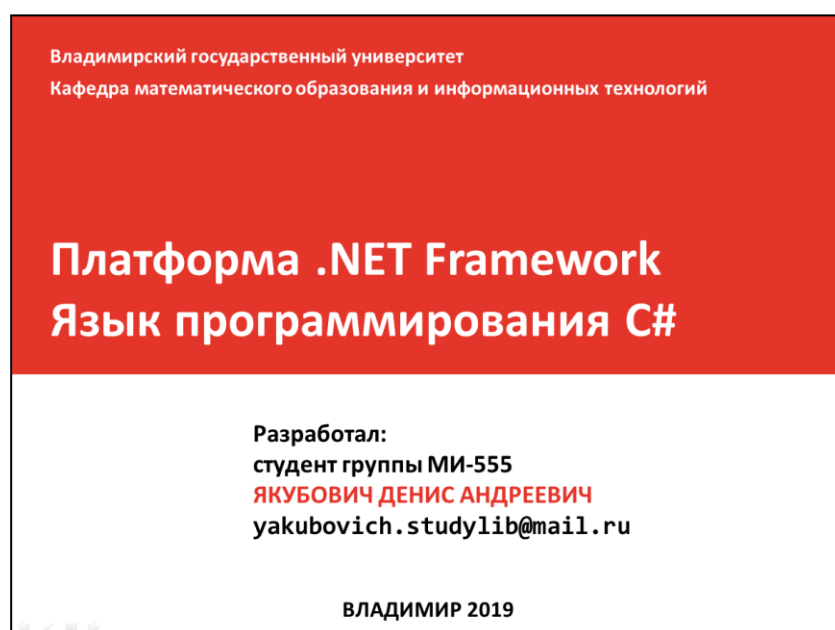 Владимирский государственный университет
Кафедра математического образования и информационных технологий
Платформа .NET Framework
Язык программирования C#
Разработал:
студент группы МИ-555
ЯКУБОВИЧ ДЕНИС АНДРЕЕВИЧ
yakubovich.studylib@mail.ru
ВЛАДИМИР 2019